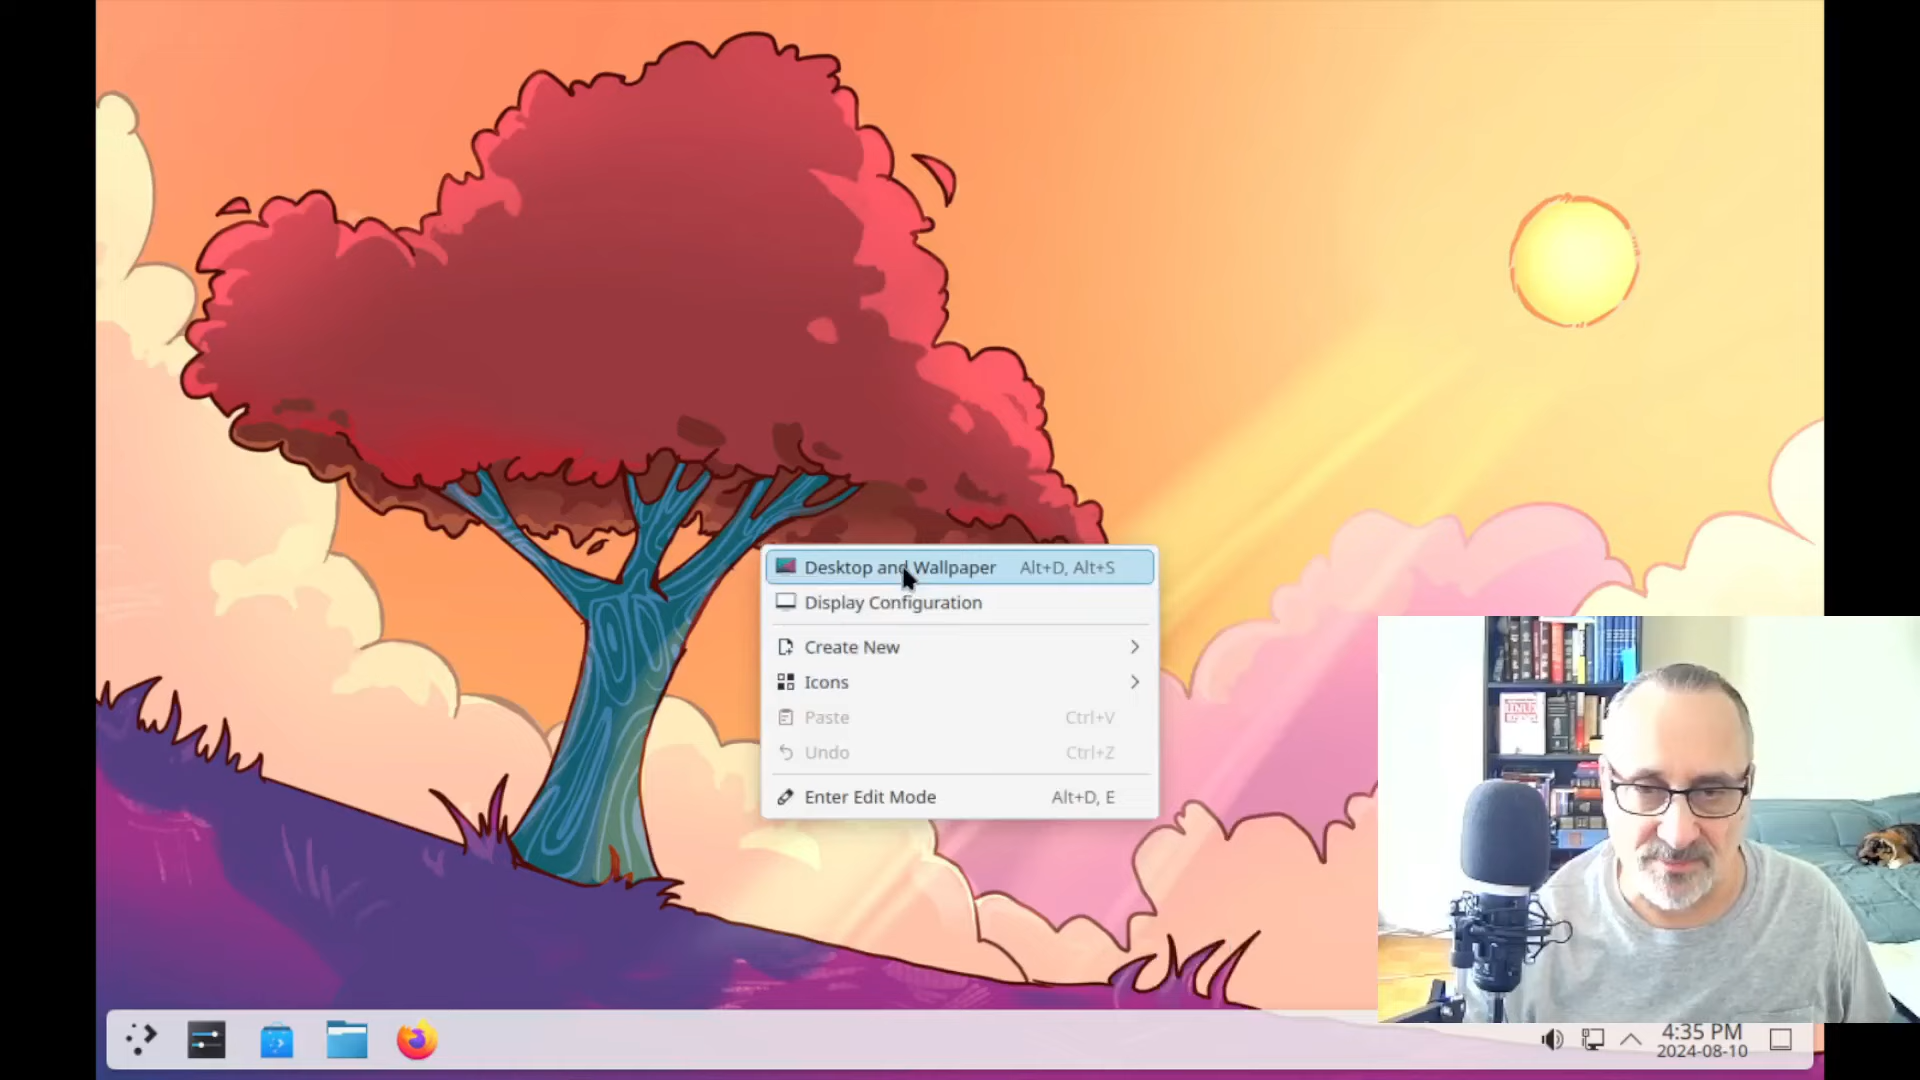 Desktop and Wallpaper Alt+D, Alt+S
Display Configuration
Create New
Icons
Paste Ctrl+V
Undo Ctrl+Z
Enter Edit Mode Alt+D, E
LINUX
4:35 PM
2024-08-10